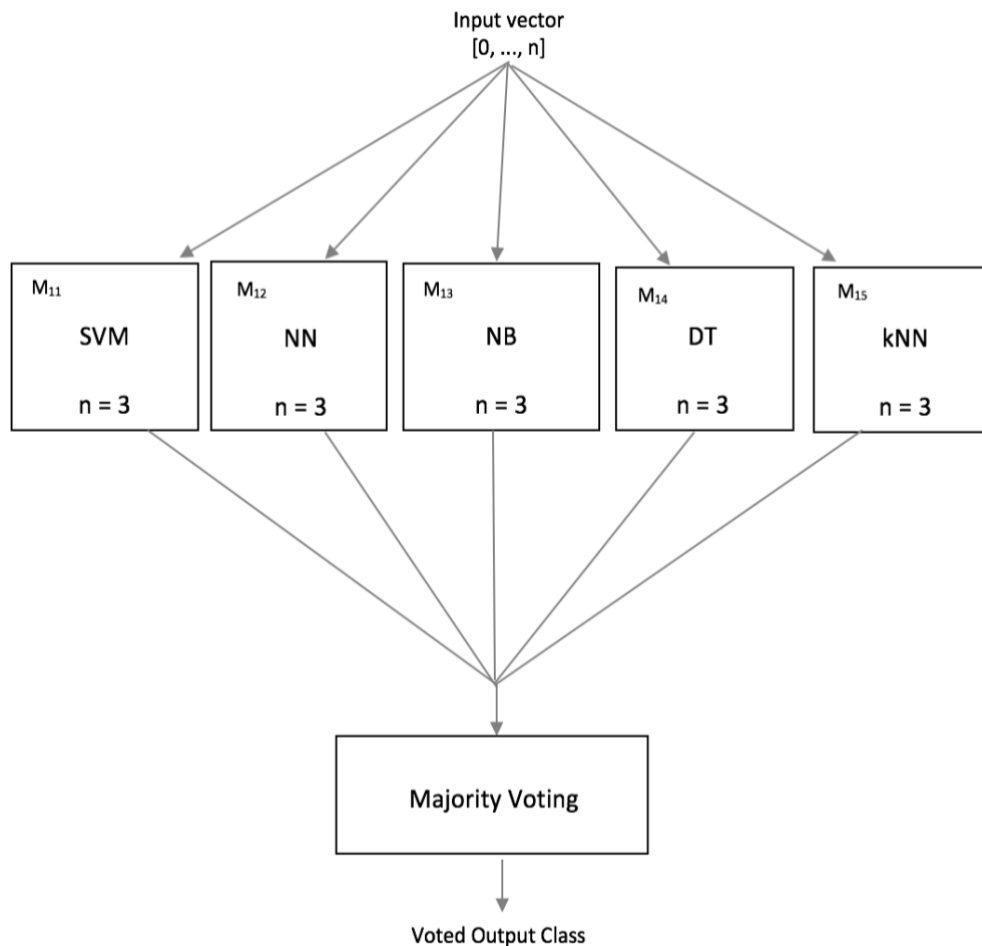 Input vector
[0, ..., n]
M₁₁
SVM
n = 3
M₁₂
NN
n = 3
M₁₃
NB
n = 3
M₁₄
DT
n = 3
M₁₅
kNN
n = 3
Majority Voting
Voted Output Class